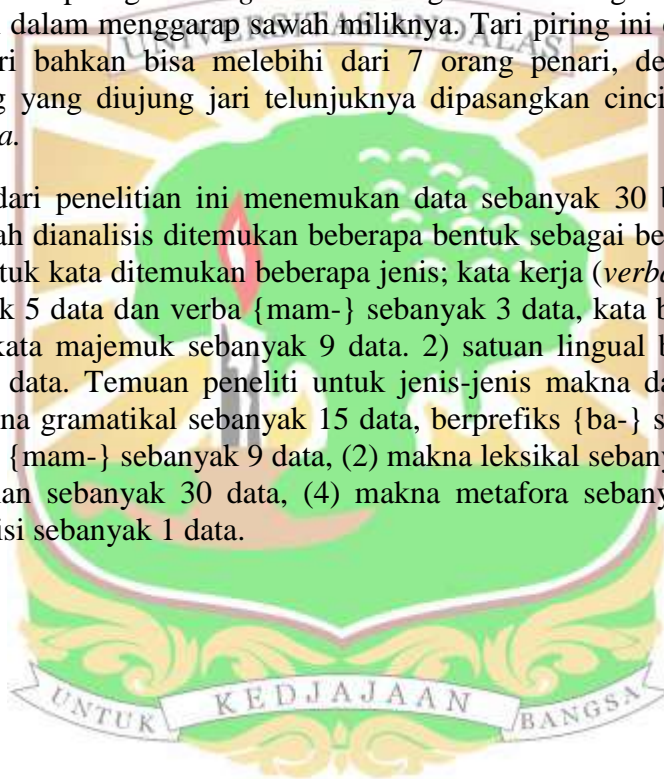 dalam menggarap sawah miliknya. Tari piring ini
UNIVERSITAS ANDALAS
ri bahkan bisa melebihi dari 7 orang penari, de
g yang diujung jari telunjuknya dipasangkan cinci
a.
dari penelitian ini menemukan data sebanyak 30 b
ah dianalisis ditemukan beberapa bentuk sebagai be
tuk kata ditemukan beberapa jenis; kata kerja (verba
k 5 data dan verba {mam-} sebanyak 3 data, kata b
kata majemuk sebanyak 9 data. 2) satuan lingual b
data. Temuan peneliti untuk jenis-jenis makna da
na gramatikal sebanyak 15 data, berprefiks {ba-} s
{mam-} sebanyak 9 data, (2) makna leksikal sebany
an sebanyak 30 data, (4) makna metafora sebany
isi sebanyak 1 data.
UNTUK KEDJAJAAN BANGSA